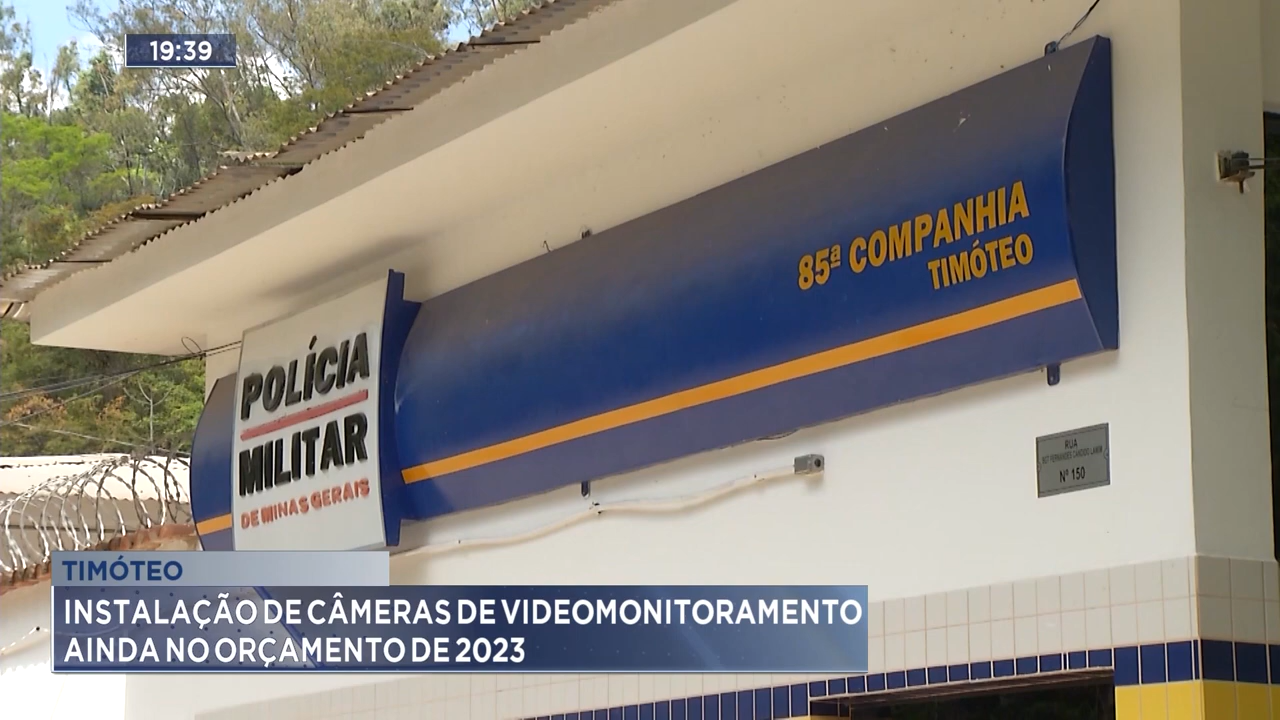 19:39
85ª COMPANHIA
TIMÓTEO
POLÍCIA
MILITAR
DE MINAS GERAIS
RUA
Nº 150
TIMÓTEO
INSTALAÇÃO DE CÂMERAS DE VIDEOMONITORAMENTO
AINDA NO ORÇAMENTO DE 2023